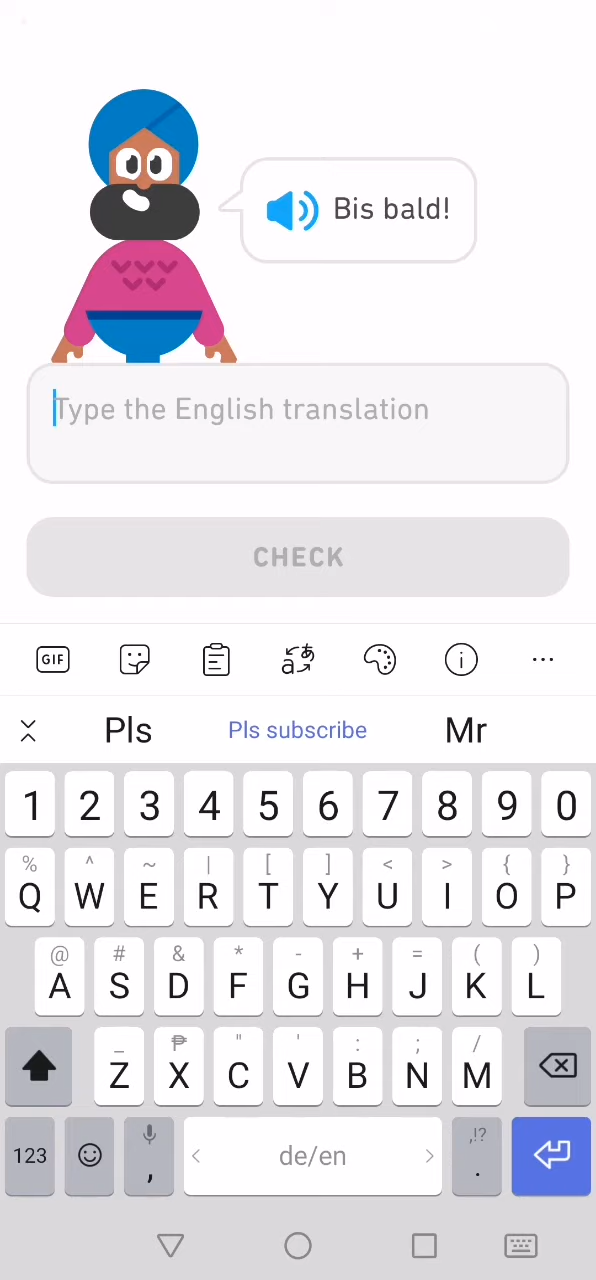 Bis bald!
Type the English translation
CHECK
GIF
Pls Pls subscribe Mr
1 2 3 4 5 6 7 8 9 0
% ^ ~ | [ ] < > { }
Q W E R T Y U I O P
@ # & * - + = ( )
A S D F G H J K L
_ ₱ " ' : ; /
Z X C V B N M
,!?
123 , < de/en > .